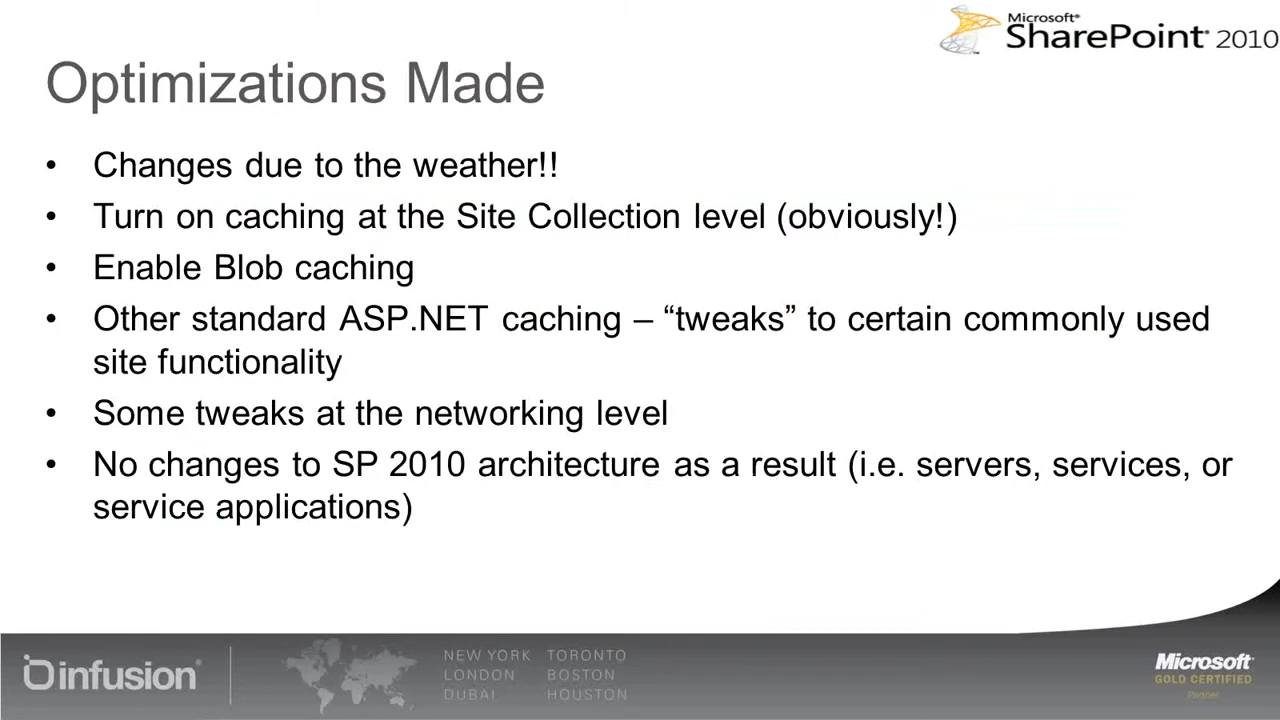 Microsoft®
SharePoint® 2010
Optimizations Made
• Changes due to the weather!!
• Turn on caching at the Site Collection level (obviously!)
• Enable Blob caching
• Other standard ASP.NET caching – “tweaks” to certain commonly used
site functionality
• Some tweaks at the networking level
• No changes to SP 2010 architecture as a result (i.e. servers, services, or
service applications)
infusion®
NEW YORK TORONTO
LONDON BOSTON
DUBAI HOUSTON
Microsoft®
GOLD CERTIFIED
Partner